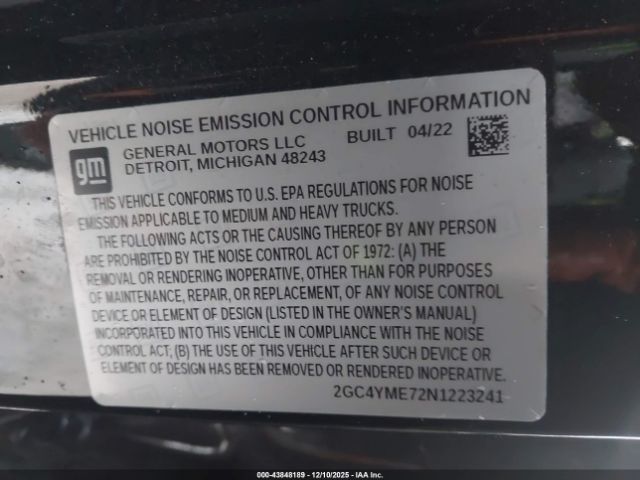 VEHICLE NOISE EMISSION CONTROL INFORMATION
gm
GENERAL MOTORS LLC BUILT 04/22
DETROIT, MICHIGAN 48243
THIS VEHICLE CONFORMS TO U.S. EPA REGULATIONS FOR NOISE
EMISSION APPLICABLE TO MEDIUM AND HEAVY TRUCKS.
THE FOLLOWING ACTS OR THE CAUSING THEREOF BY ANY PERSON
ARE PROHIBITED BY THE NOISE CONTROL ACT OF 1972: (A) THE
REMOVAL OR RENDERING INOPERATIVE, OTHER THAN FOR PURPOSES
OF MAINTENANCE, REPAIR, OR REPLACEMENT, OF ANY NOISE CONTROL
DEVICE OR ELEMENT OF DESIGN (LISTED IN THE OWNER'S MANUAL)
INCORPORATED INTO THIS VEHICLE IN COMPLIANCE WITH THE NOISE
CONTROL ACT, (B) THE USE OF THIS VEHICLE AFTER SUCH DEVICE OR
ELEMENT OF DESIGN HAS BEEN REMOVED OR RENDERED INOPERATIVE.
2GC4YME72N1223241
000-43848189 - 12/10/2025 - IAA Inc.